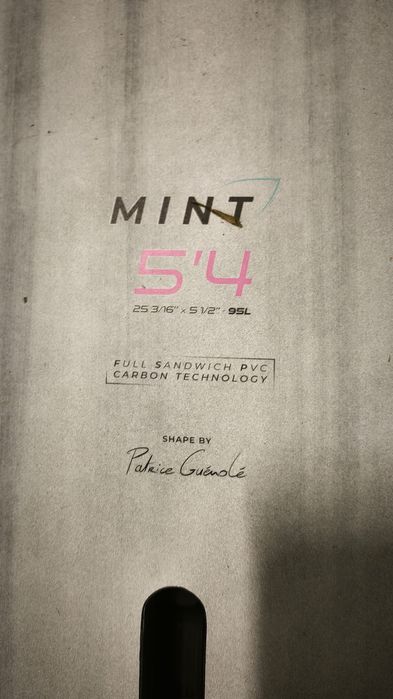 MINT
5'4
25 3/16" x 5 1/2" - 95L
FULL SANDWICH PVC
CARBON TECHNOLOGY
SHAPE BY
Patrice Guénolé